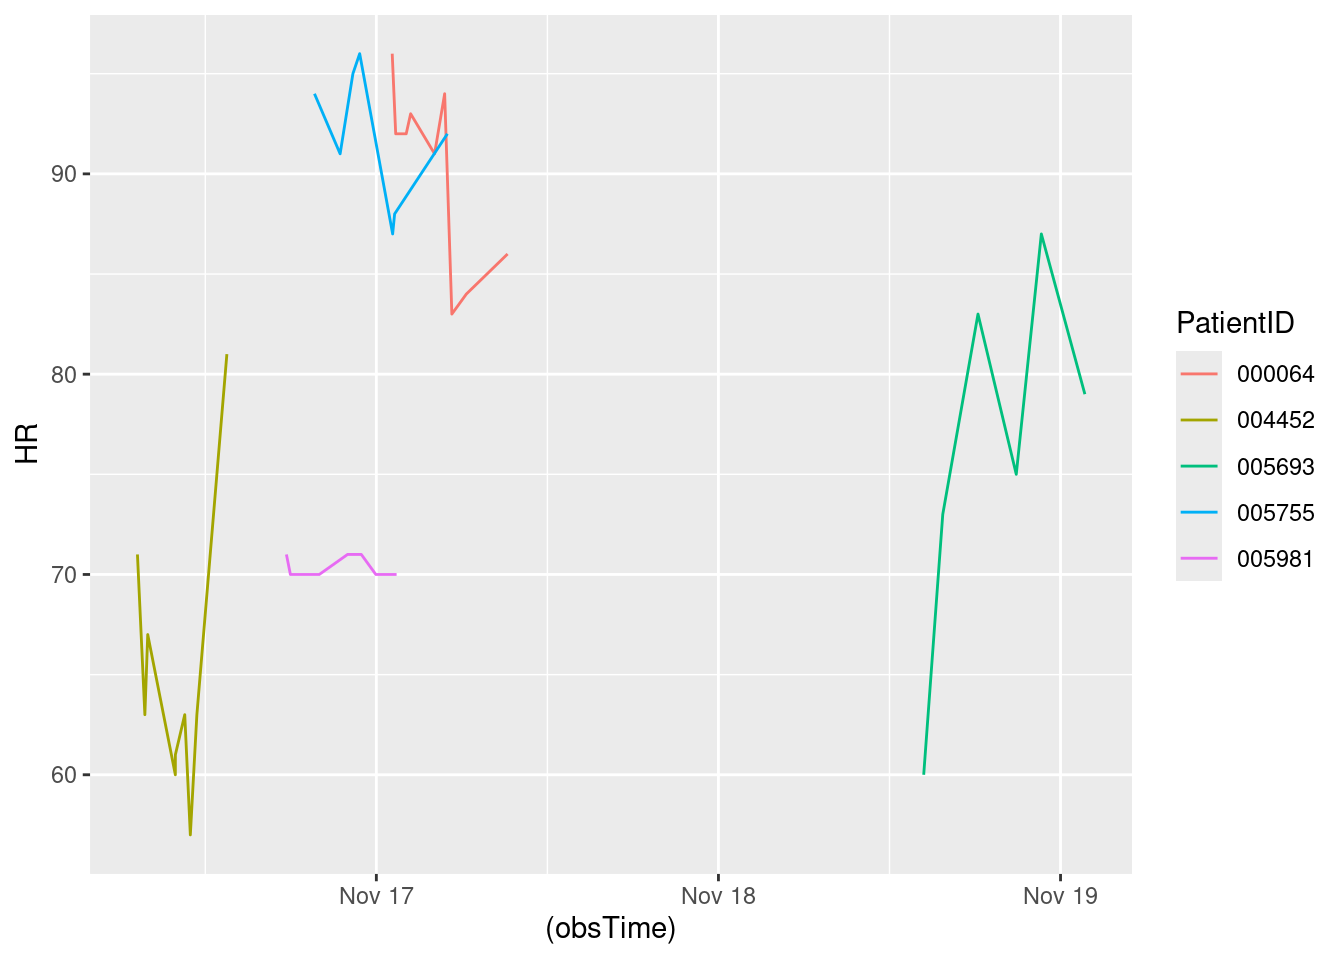 90
80
70
60
HR
Nov 17
Nov 18
Nov 19
(obsTime)
PatientID
000064
004452
005693
005755
005981